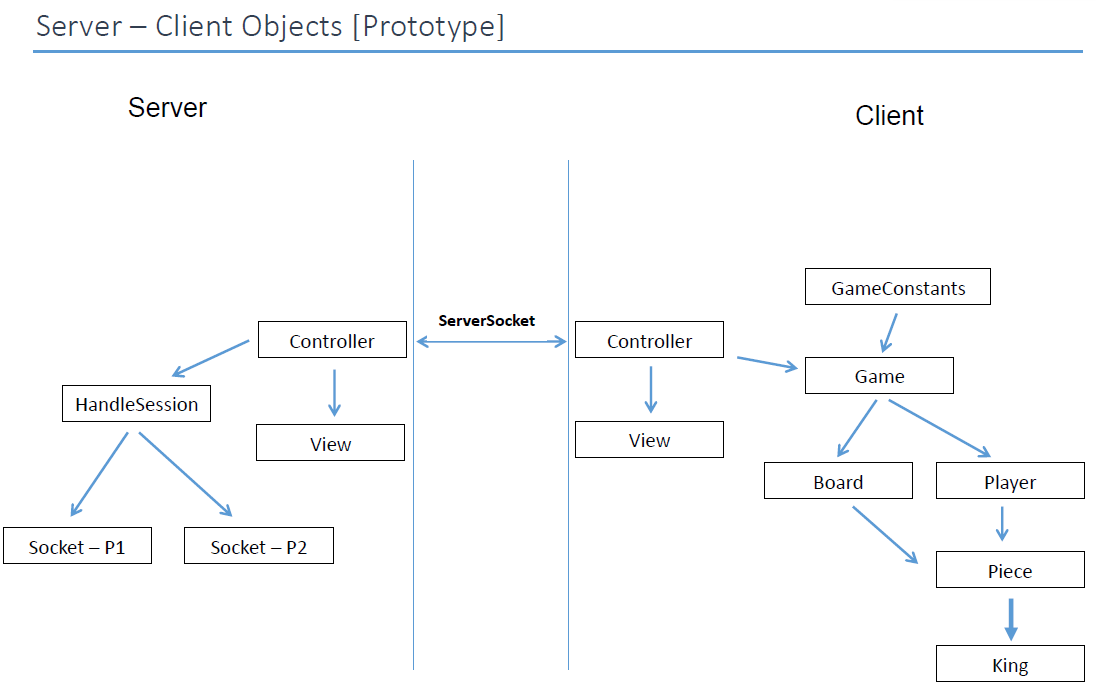 Server – Client Objects [Prototype]
Server
Client
GameConstants
ServerSocket
Controller
Controller
Game
HandleSession
View
View
Board
Player
Socket – P1
Socket – P2
Piece
King